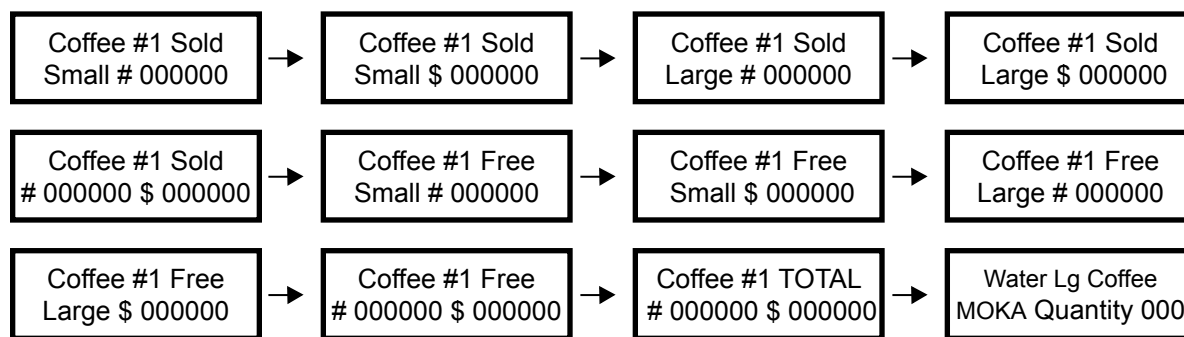 Coffee #1 Sold
Small # 000000
Coffee #1 Sold
Small $ 000000
Coffee #1 Sold
Large # 000000
Coffee #1 Sold
Large $ 000000
Coffee #1 Sold
# 000000 $ 000000
Coffee #1 Free
Small # 000000
Coffee #1 Free
Small $ 000000
Coffee #1 Free
Large # 000000
Coffee #1 Free
Large $ 000000
Coffee #1 Free
# 000000 $ 000000
Coffee #1 TOTAL
# 000000 $ 000000
Water Lg Coffee
MOKA Quantity 000